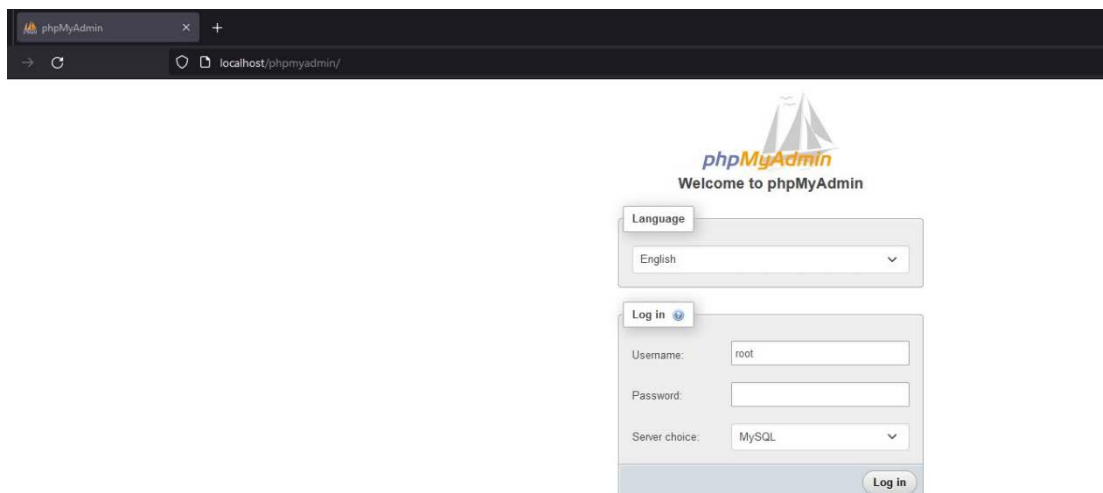 phpMyAdmin
localhost/phpmyadmin/
phpMyAdmin
Welcome to phpMyAdmin
Language
English
Log in
Username: root
Password:
Server choice: MySQL
Log in